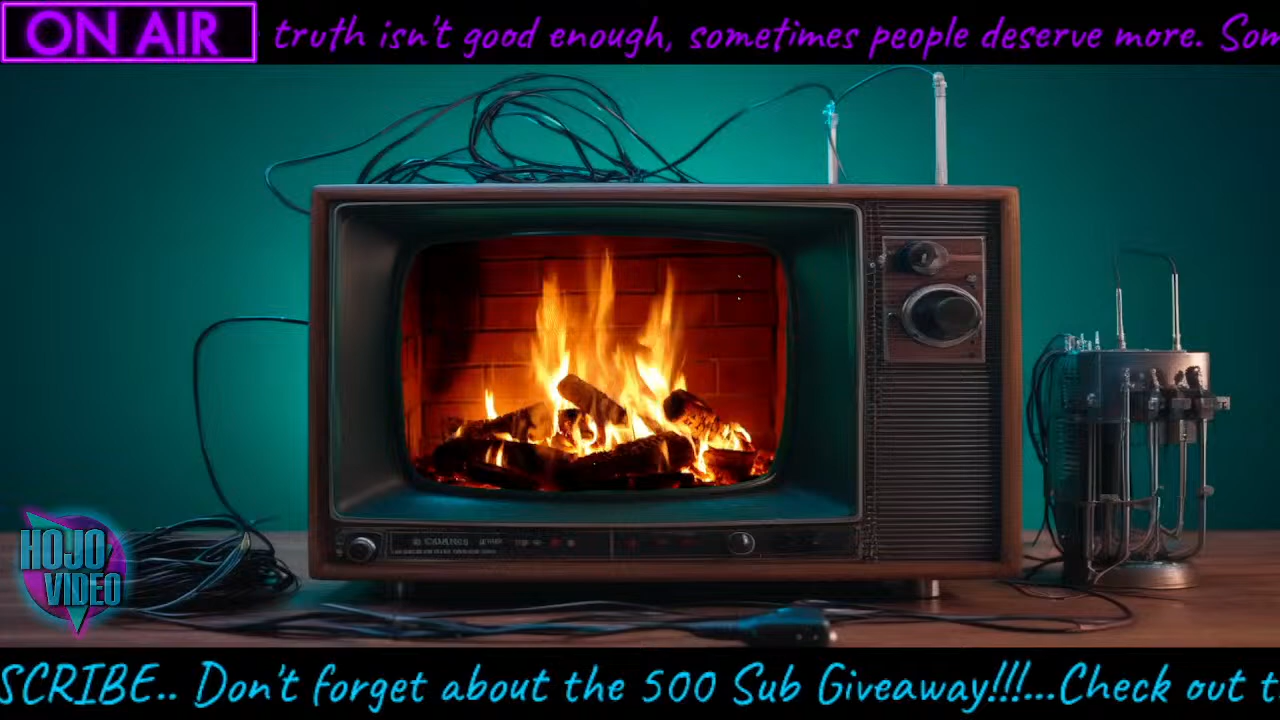 ON AIR
truth isn't good enough, sometimes people deserve more. Som
HOJO
VIDEO
SCRIBE.. Don't forget about the 500 Sub Giveaway!!!...Check out t